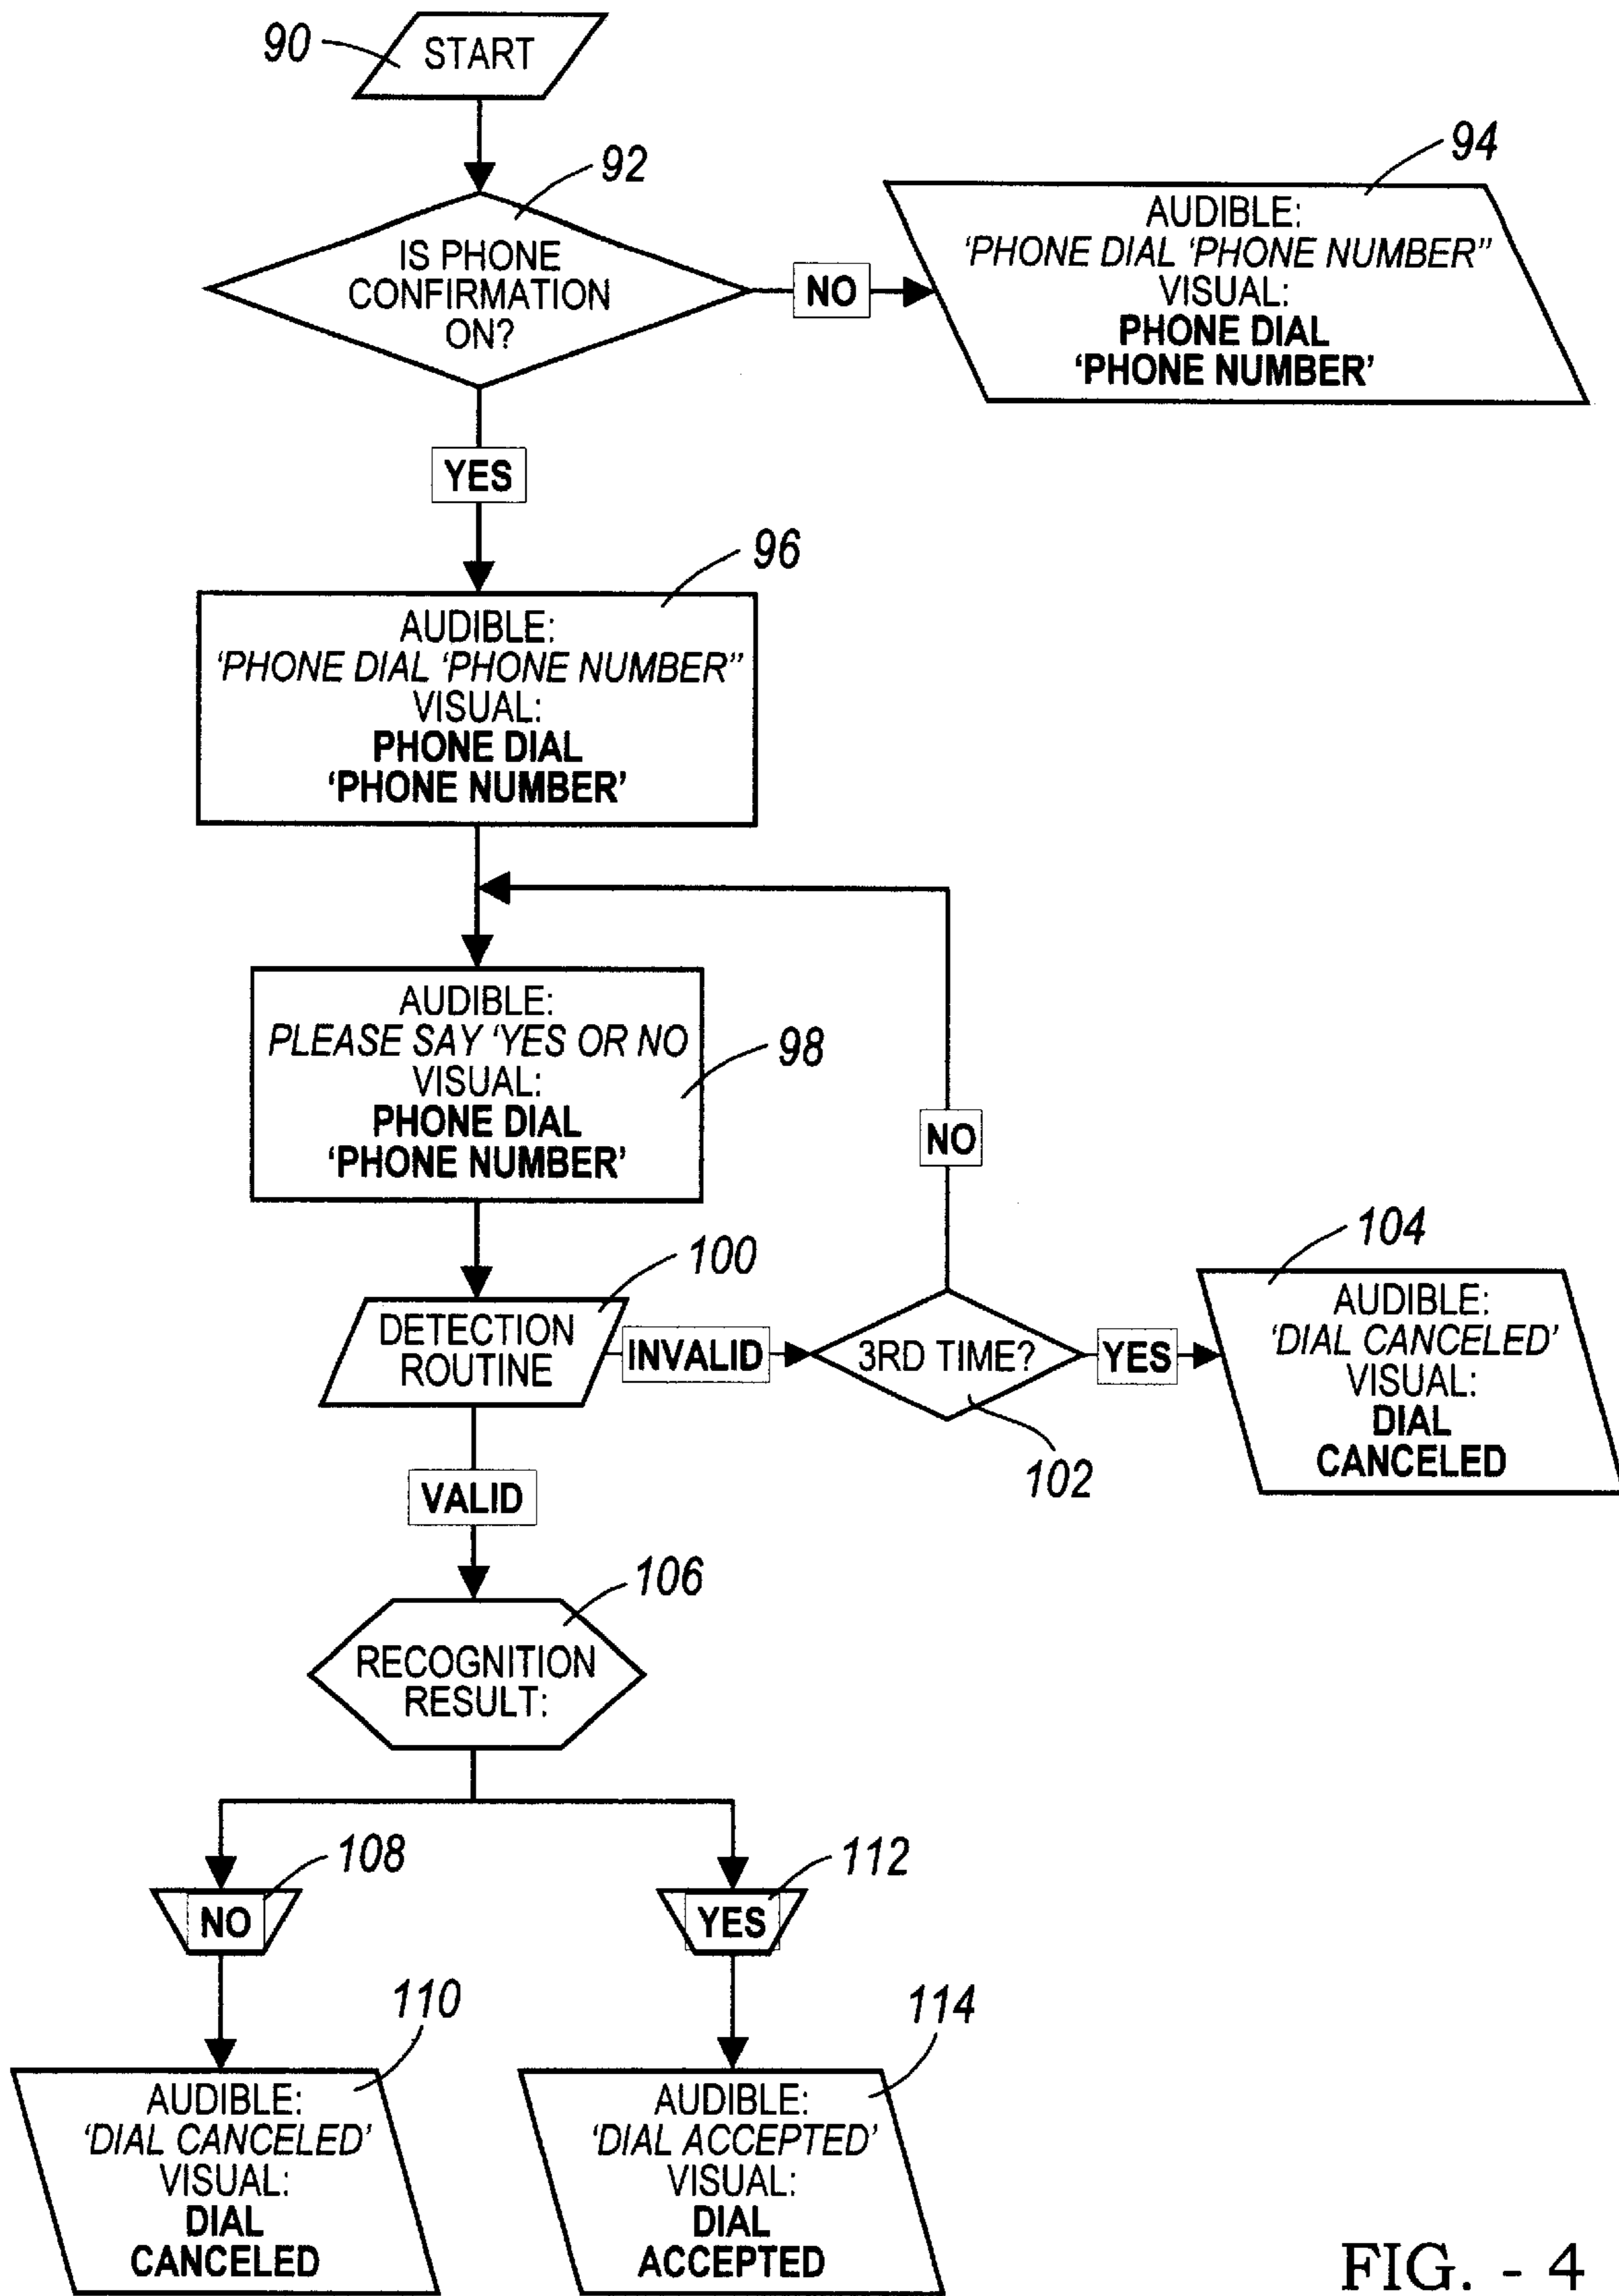 90
START
92
IS PHONE
CONFIRMATION
ON?
NO
94
AUDIBLE:
'PHONE DIAL 'PHONE NUMBER''
VISUAL:
PHONE DIAL
'PHONE NUMBER'
YES
96
AUDIBLE:
'PHONE DIAL 'PHONE NUMBER''
VISUAL:
PHONE DIAL
'PHONE NUMBER'
98
AUDIBLE:
PLEASE SAY 'YES OR NO
VISUAL:
PHONE DIAL
'PHONE NUMBER'
NO
100
DETECTION
ROUTINE
INVALID
3RD TIME?
102
YES
104
AUDIBLE:
'DIAL CANCELED'
VISUAL:
DIAL
CANCELED
VALID
106
RECOGNITION
RESULT:
108
NO
112
YES
110
AUDIBLE:
'DIAL CANCELED'
VISUAL:
DIAL
CANCELED
114
AUDIBLE:
'DIAL ACCEPTED'
VISUAL:
DIAL
ACCEPTED
FIG. - 4